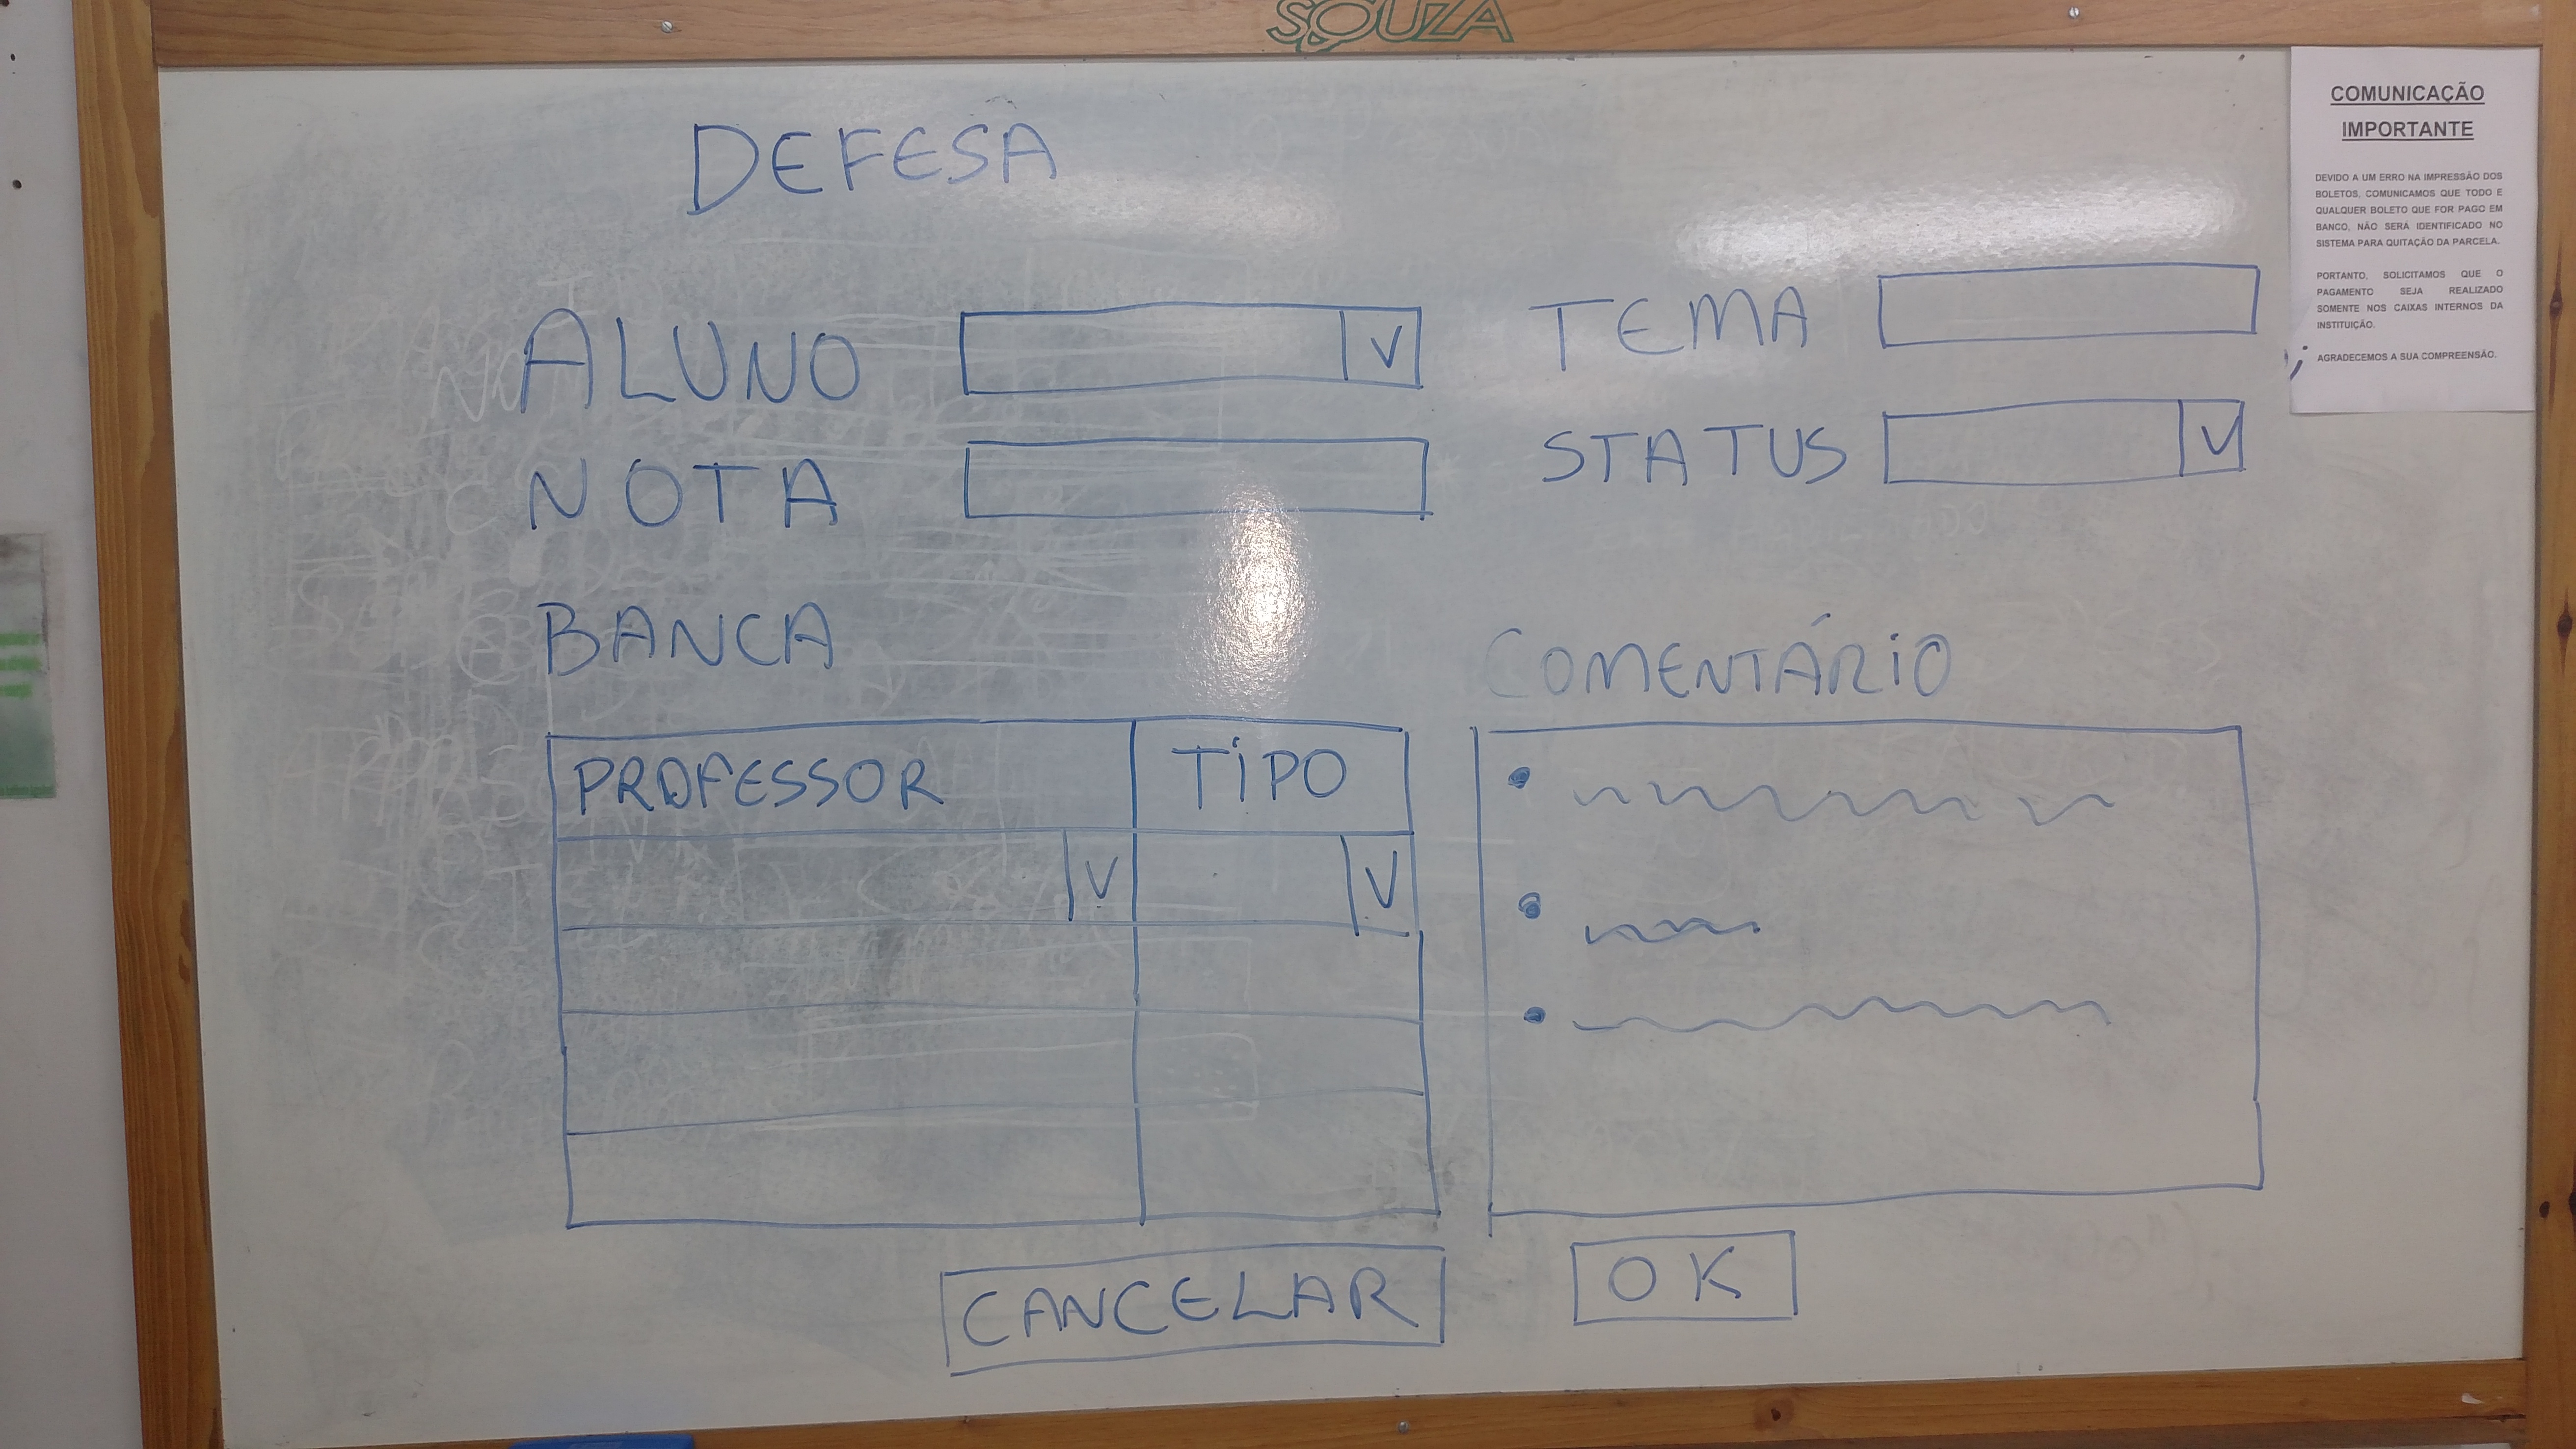 SOUZA
DEFESA
ALUNO V
TEMA
NOTA
STATUS V
BANCA
COMENTÁRIO
PROFESSOR TIPO
V V
CANCELAR
OK
COMUNICAÇÃO
IMPORTANTE
DEVIDO A UM ERRO NA IMPRESSÃO DOS
BOLETOS, COMUNICAMOS QUE TODO E
QUALQUER BOLETO QUE FOR PAGO EM
BANCO, NÃO SERÁ IDENTIFICADO NO
SISTEMA PARA QUITAÇÃO DA PARCELA.
PORTANTO, SOLICITAMOS QUE O
PAGAMENTO SEJA REALIZADO
SOMENTE NOS CAIXAS INTERNOS DA
INSTITUIÇÃO.
AGRADECEMOS A SUA COMPREENSÃO.